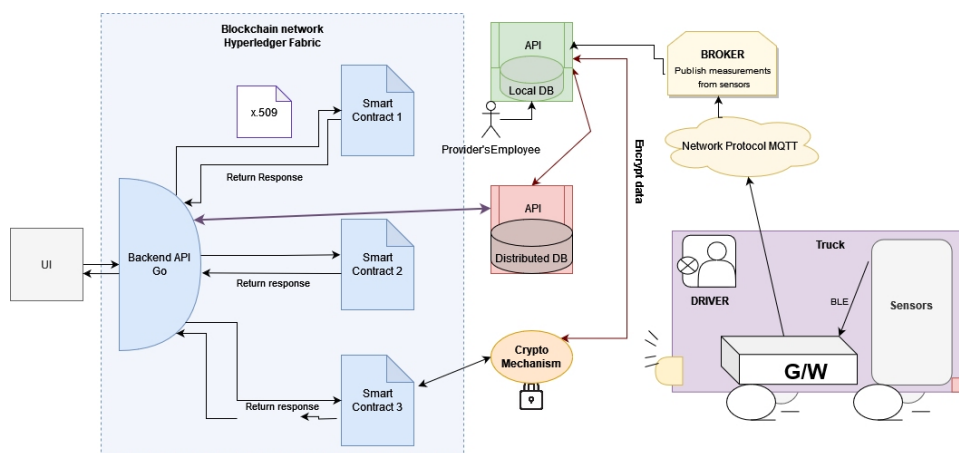 Blockchain network
Hyperledger Fabric
x.509
Smart
Contract 1
Return Response
UI
Backend API
Go
Smart
Contract 2
Return response
Smart
Contract 3
Return response
API
Local DB
Provider'sEmployee
API
Distributed DB
Crypto
Mechanism
Encrypt data
BROKER
Publish measurements
from sensors
Network Protocol MQTT
Truck
DRIVER
BLE
Sensors
G/W